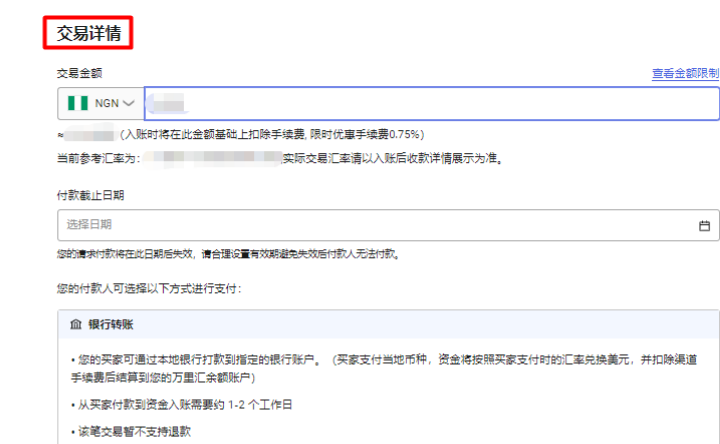 交易详情
交易金额 查看金额限制
NGN
≈ (入账时将在此金额基础上扣除手续费, 限时优惠手续费0.75%)
当前参考汇率为: 实际交易汇率请以入账后收款详情展示为准。
付款截止日期
选择日期
您的请求付款将在此日期后失效，请合理设置有效期避免失效后付款人无法付款。
您的付款人可选择以下方式进行支付:
银行转账
• 您的买家可通过本地银行打款到指定的银行账户。（买家支付当地币种，资金将按照买家支付时的汇率兑换美元，并扣除渠道
手续费后结算到您的万里汇余额账户）
• 从买家付款到资金入账需要约 1-2 个工作日
• 该笔交易暂不支持退款